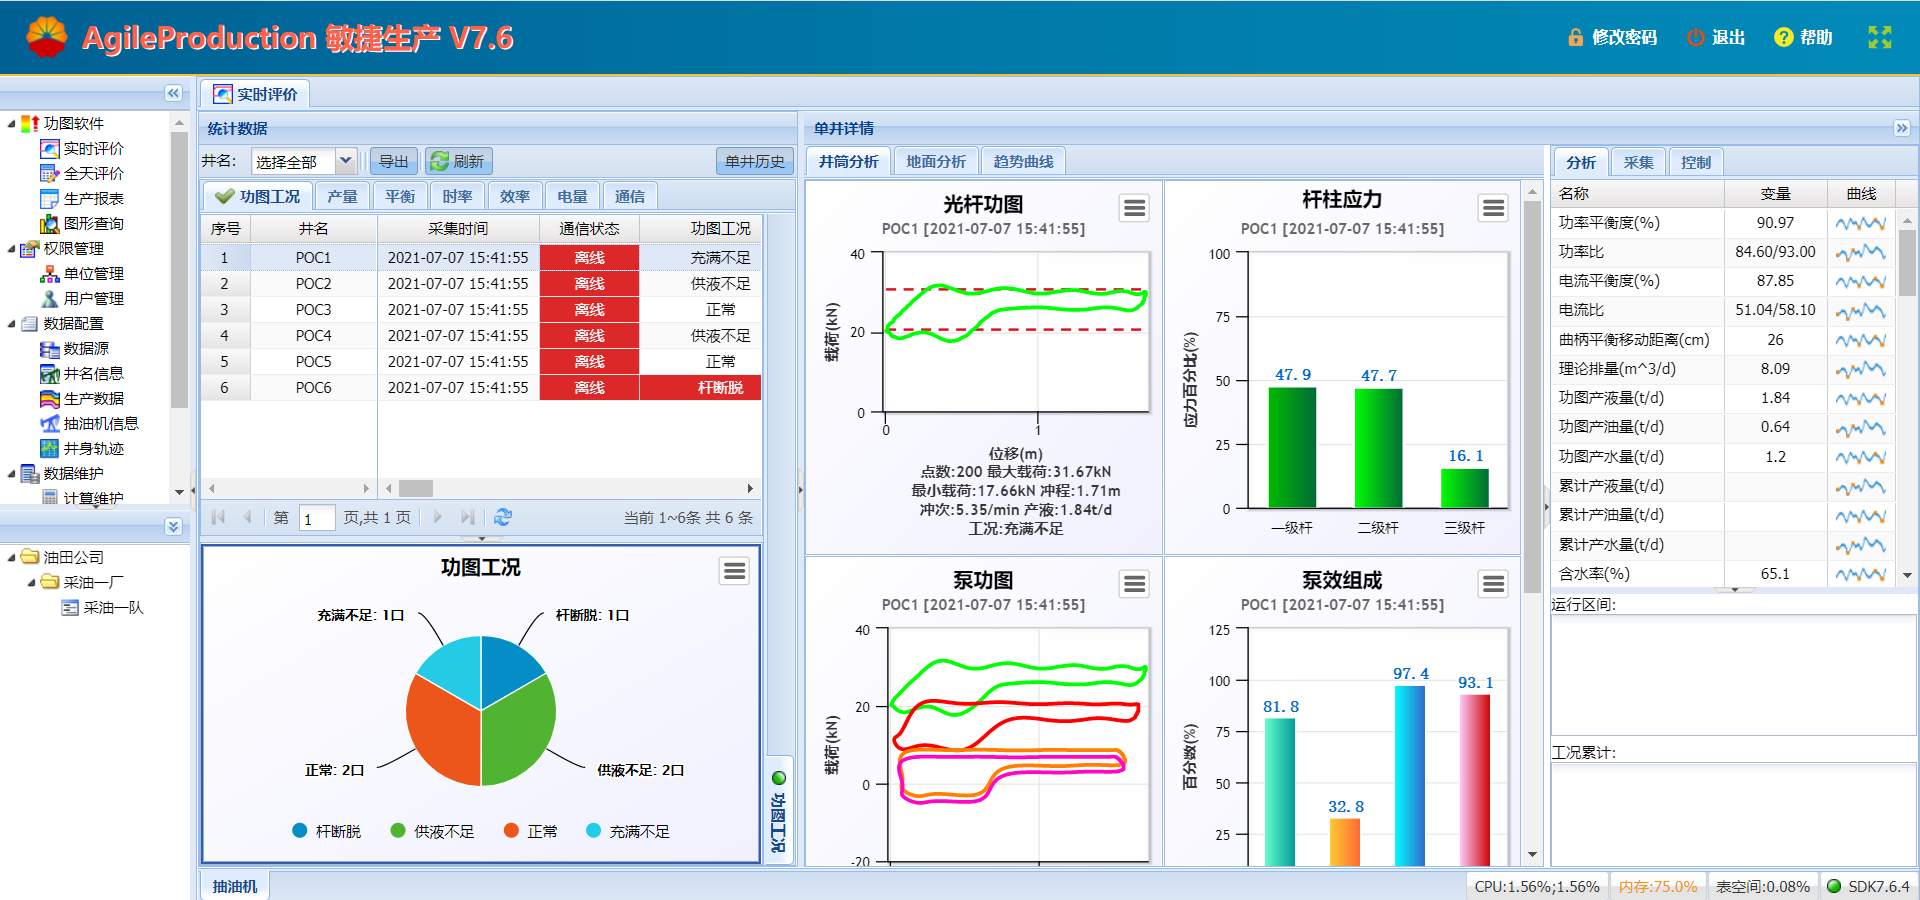 AgileProduction 敏捷生产 V7.6
修改密码 退出 帮助
实时评价
功图软件
实时评价
全天评价
生产报表
图形查询
权限管理
单位管理
用户管理
数据配置
数据源
井名信息
生产数据
抽油机信息
井身轨迹
数据维护
计算维护
油田公司
采油一厂
采油一队
统计数据
井名: 选择全部 导出 刷新 单井历史
功图工况 产量 平衡 时率 效率 电量 通信
序号 井名 采集时间 通信状态 功图工况
1 POC1 2021-07-07 15:41:55 离线 充满不足
2 POC2 2021-07-07 15:41:55 离线 供液不足
3 POC3 2021-07-07 15:41:55 离线 正常
4 POC4 2021-07-07 15:41:55 离线 供液不足
5 POC5 2021-07-07 15:41:55 离线 正常
6 POC6 2021-07-07 15:41:55 离线 杆断脱
第 1 页,共 1 页 当前 1~6条 共 6 条
功图工况
充满不足: 1口 杆断脱: 1口
正常: 2口 供液不足: 2口
杆断脱 供液不足 正常 充满不足
功图工况
抽油机
单井详情
井筒分析 地面分析 趋势曲线
光杆功图
POC1 [2021-07-07 15:41:55]
载荷(kN)
40
20
0
0 1
位移(m)
点数:200 最大载荷:31.67kN
最小载荷:17.66kN 冲程:1.71m
冲次:5.35/min 产液:1.84t/d
工况:充满不足
杆柱应力
POC1 [2021-07-07 15:41:55]
应力百分比(%)
100
75
50
25
0
47.9 47.7 16.1
一级杆 二级杆 三级杆
泵功图
POC1 [2021-07-07 15:41:55]
载荷(kN)
40
20
0
-20
泵效组成
POC1 [2021-07-07 15:41:55]
百分数(%)
125
100
75
50
25
81.8 32.8 97.4 93.1
分析 采集 控制
名称 变量 曲线
功率平衡度(%) 90.97
功率比 84.60/93.00
电流平衡度(%) 87.85
电流比 51.04/58.10
曲柄平衡移动距离(cm) 26
理论排量(m^3/d) 8.09
功图产液量(t/d) 1.84
功图产油量(t/d) 0.64
功图产水量(t/d) 1.2
累计产液量(t/d)
累计产油量(t/d)
累计产水量(t/d)
含水率(%) 65.1
运行区间:
工况累计:
CPU:1.56%;1.56% 内存:75.0% 表空间:0.08% SDK7.6.4